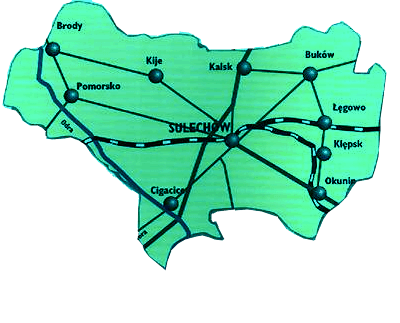 Brody
Kije
Kalsk
Buków
Pomorsko
Łęgowo
Odra
SULECHÓW
Klępsk
Okunin
Cigacice